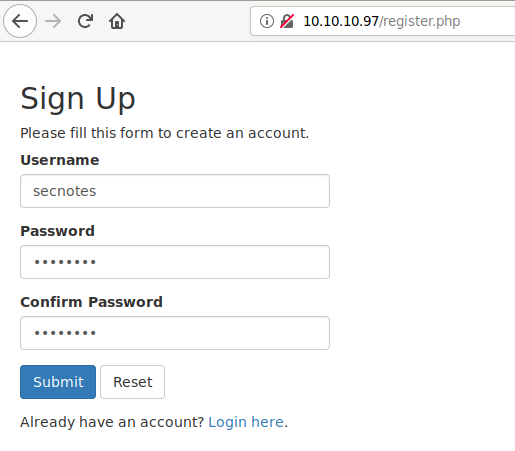 10.10.10.97/register.php
Sign Up
Please fill this form to create an account.
Username
secnotes
Password
••••••••
Confirm Password
••••••••
Submit Reset
Already have an account? Login here.